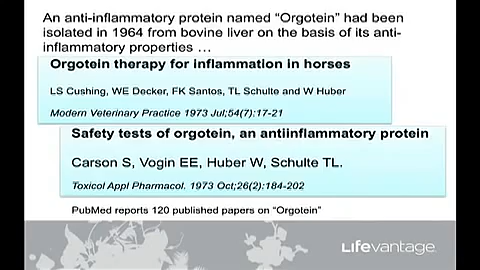 An anti-inflammatory protein named “Orgotein” had been
isolated in 1964 from bovine liver on the basis of its anti-
inflammatory properties …
Orgotein therapy for inflammation in horses
LS Cushing, WE Decker, FK Santos, TL Schulte and W Huber
Modern Veterinary Practice 1973 Jul;54(7):17-21
Safety tests of orgotein, an antiinflammatory protein
Carson S, Vogin EE, Huber W, Schulte TL.
Toxicol Appl Pharmacol. 1973 Oct;26(2):184-202
PubMed reports 120 published papers on “Orgotein”
Lifevantage.